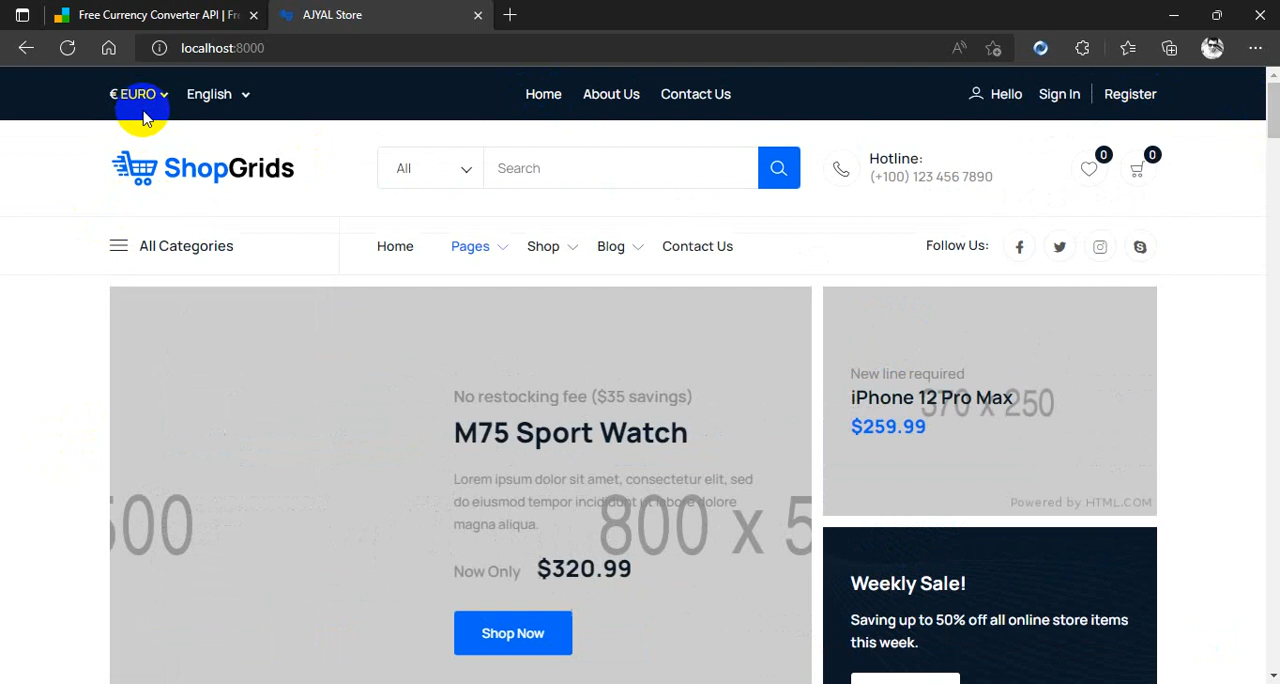 Free Currency Converter API | Fr
AJYAL Store
localhost:8000
€ EURO English Home About Us Contact Us Hello Sign In Register
ShopGrids All Search Hotline:
(+100) 123 456 7890 0 0
All Categories Home Pages Shop Blog Contact Us Follow Us:
No restocking fee ($35 savings)
M75 Sport Watch
Lorem ipsum dolor sit amet, consectetur elit, sed
do eiusmod tempor incididunt ut labore dolore
magna aliqua.
500 800 x 5
Now Only $320.99
Shop Now
New line required
iPhone 12 Pro Max
370 x 250
$259.99
Powered by HTML.COM
Weekly Sale!
Saving up to 50% off all online store items
this week.